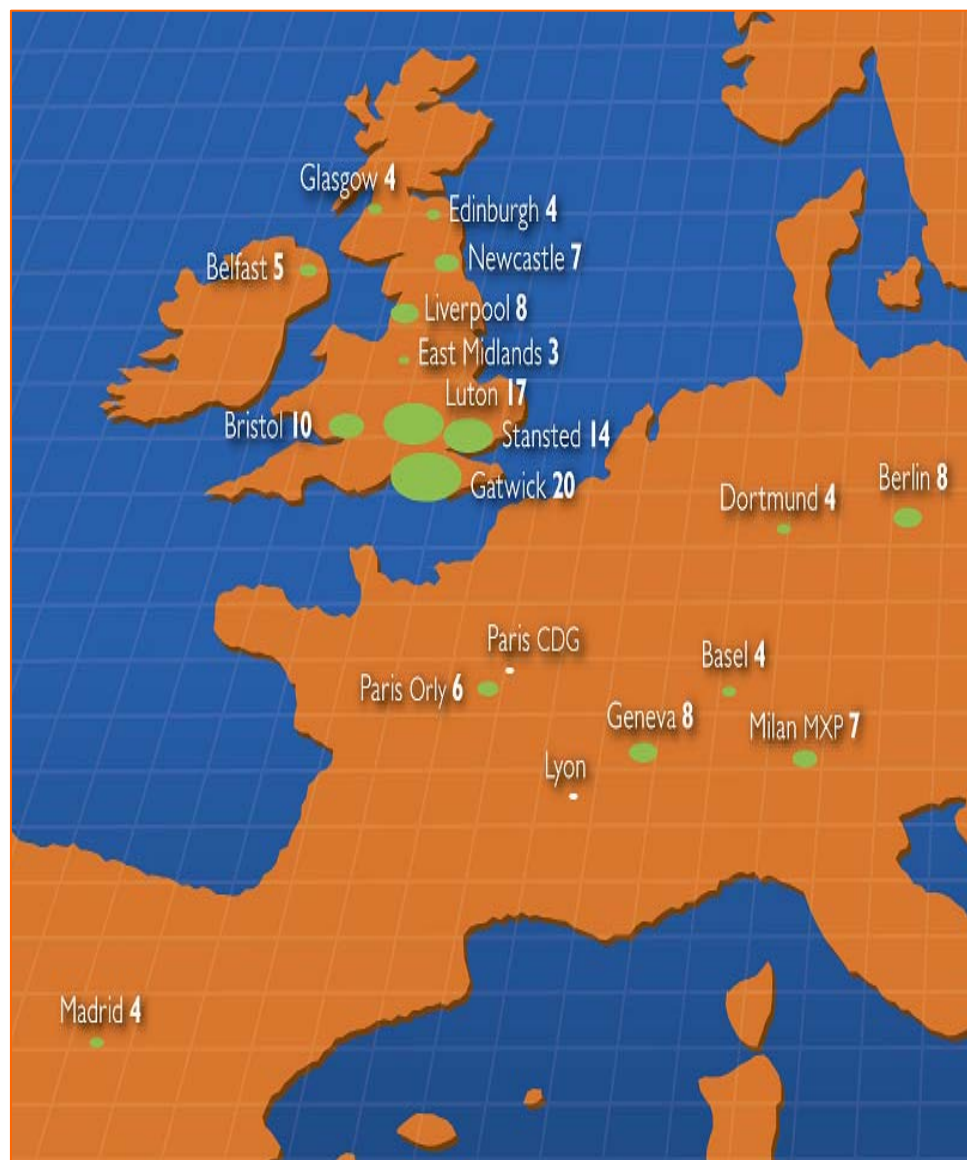 Glasgow 4
Edinburgh 4
Belfast 5
Newcastle 7
Liverpool 8
East Midlands 3
Luton 17
Bristol 10
Stansted 14
Gatwick 20
Berlin 8
Dortmund 4
Paris CDG
Basel 4
Paris Orly 6
Geneva 8
Milan MXP 7
Lyon
Madrid 4